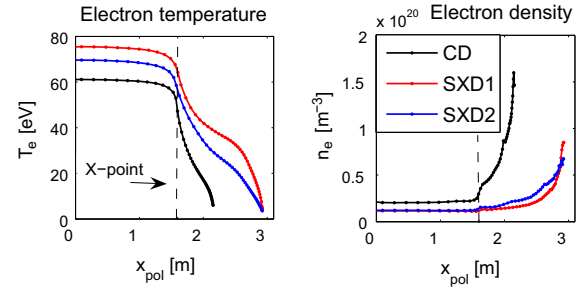 Electron temperature
80
60
40
20
0
T_e [eV]
X-point
0
1
2
3
x_pol [m]
Electron density
x 10^20
2
1.5
1
0.5
0
n_e [m^-3]
CD
SXD1
SXD2
0
1
2
3
x_pol [m]